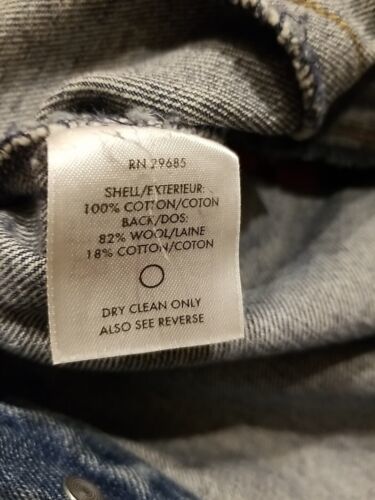 RN 29685
SHELL/EXTERIEUR:
100% COTTON/COTON
BACK/DOS:
82% WOOL/LAINE
18% COTTON/COTON
DRY CLEAN ONLY
ALSO SEE REVERSE